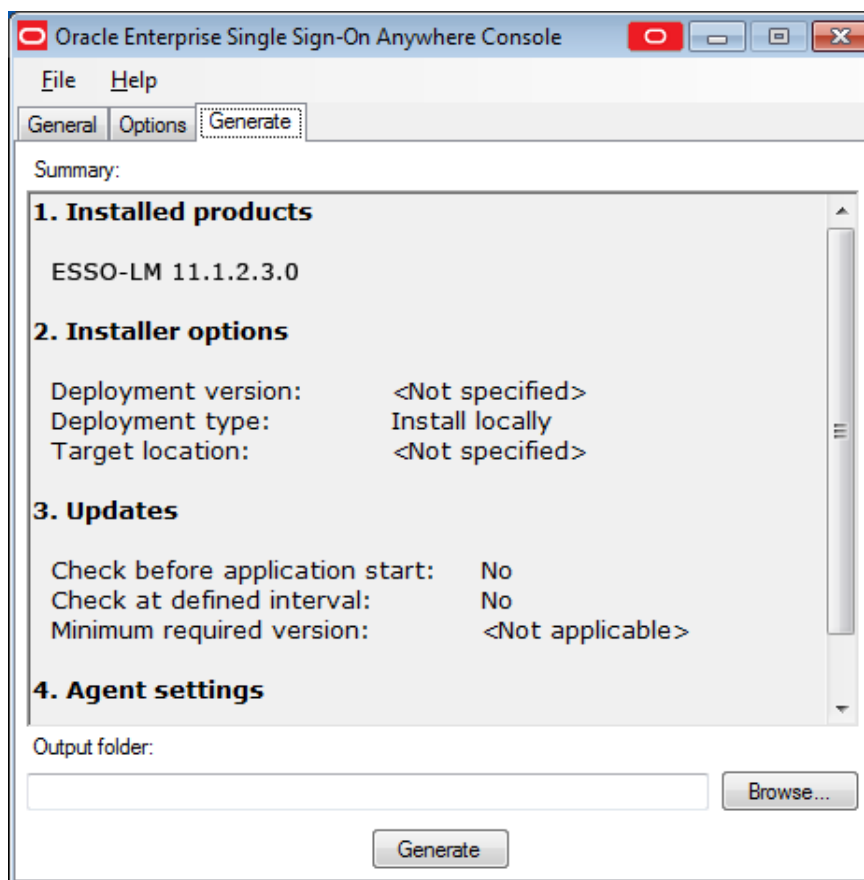 Oracle Enterprise Single Sign-On Anywhere Console
File Help
General Options Generate
Summary:
1. Installed products
ESSO-LM 11.1.2.3.0
2. Installer options
Deployment version: <Not specified>
Deployment type: Install locally
Target location: <Not specified>
3. Updates
Check before application start: No
Check at defined interval: No
Minimum required version: <Not applicable>
4. Agent settings
Output folder:
Browse...
Generate